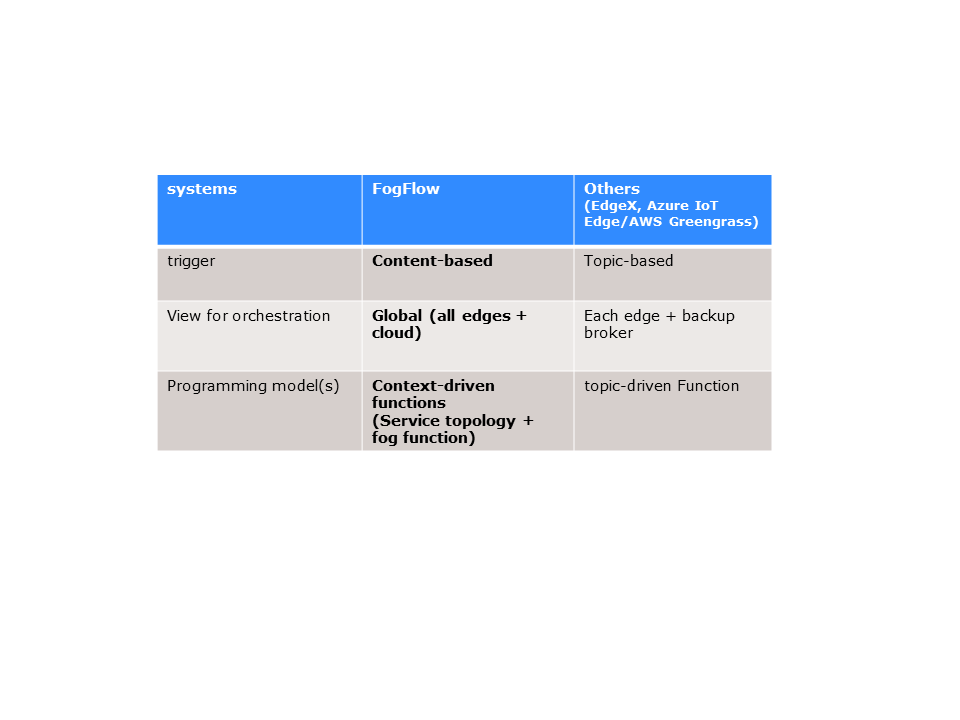 systems
FogFlow
Others
(EdgeX, Azure IoT
Edge/AWS Greengrass)
trigger
Content-based
Topic-based
View for orchestration
Global (all edges +
cloud)
Each edge + backup
broker
Programming model(s)
Context-driven
functions
(Service topology +
fog function)
topic-driven Function